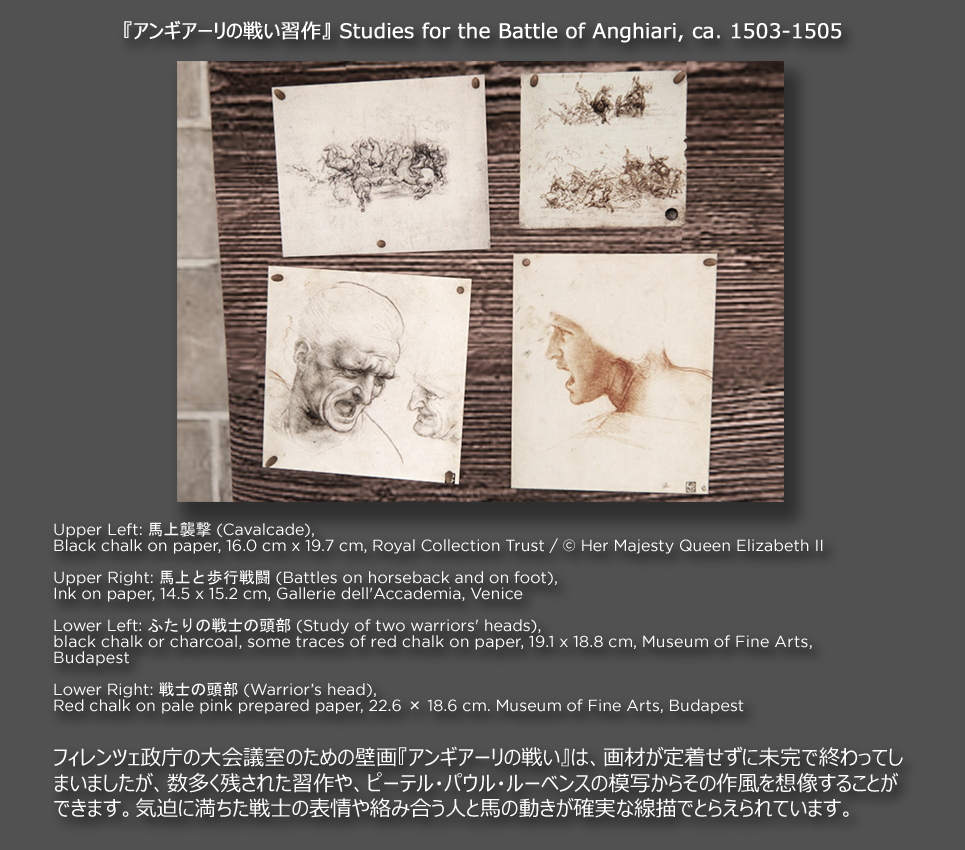 『アンギアーリの戦い習作』 Studies for the Battle of Anghiari, ca. 1503-1505
Upper Left: 馬上襲撃 (Cavalcade),
Black chalk on paper, 16.0 cm x 19.7 cm, Royal Collection Trust / © Her Majesty Queen Elizabeth II
Upper Right: 馬上と歩行戦闘 (Battles on horseback and on foot),
Ink on paper, 14.5 x 15.2 cm, Gallerie dell'Accademia, Venice
Lower Left: ふたりの戦士の頭部 (Study of two warriors' heads),
black chalk or charcoal, some traces of red chalk on paper, 19.1 x 18.8 cm, Museum of Fine Arts,
Budapest
Lower Right: 戦士の頭部 (Warrior’s head),
Red chalk on pale pink prepared paper, 22.6 × 18.6 cm. Museum of Fine Arts, Budapest
フィレンツェ政庁の大会議室のための壁画『アンギアーリの戦い』は、画材が定着せずに未完で終わってし
まいましたが、数多く残された習作や、ピーテル・パウル・ルーベンスの模写からその作風を想像することが
できます。気迫に満ちた戦士の表情や絡み合う人と馬の動きが確実な線描でとらえられています。